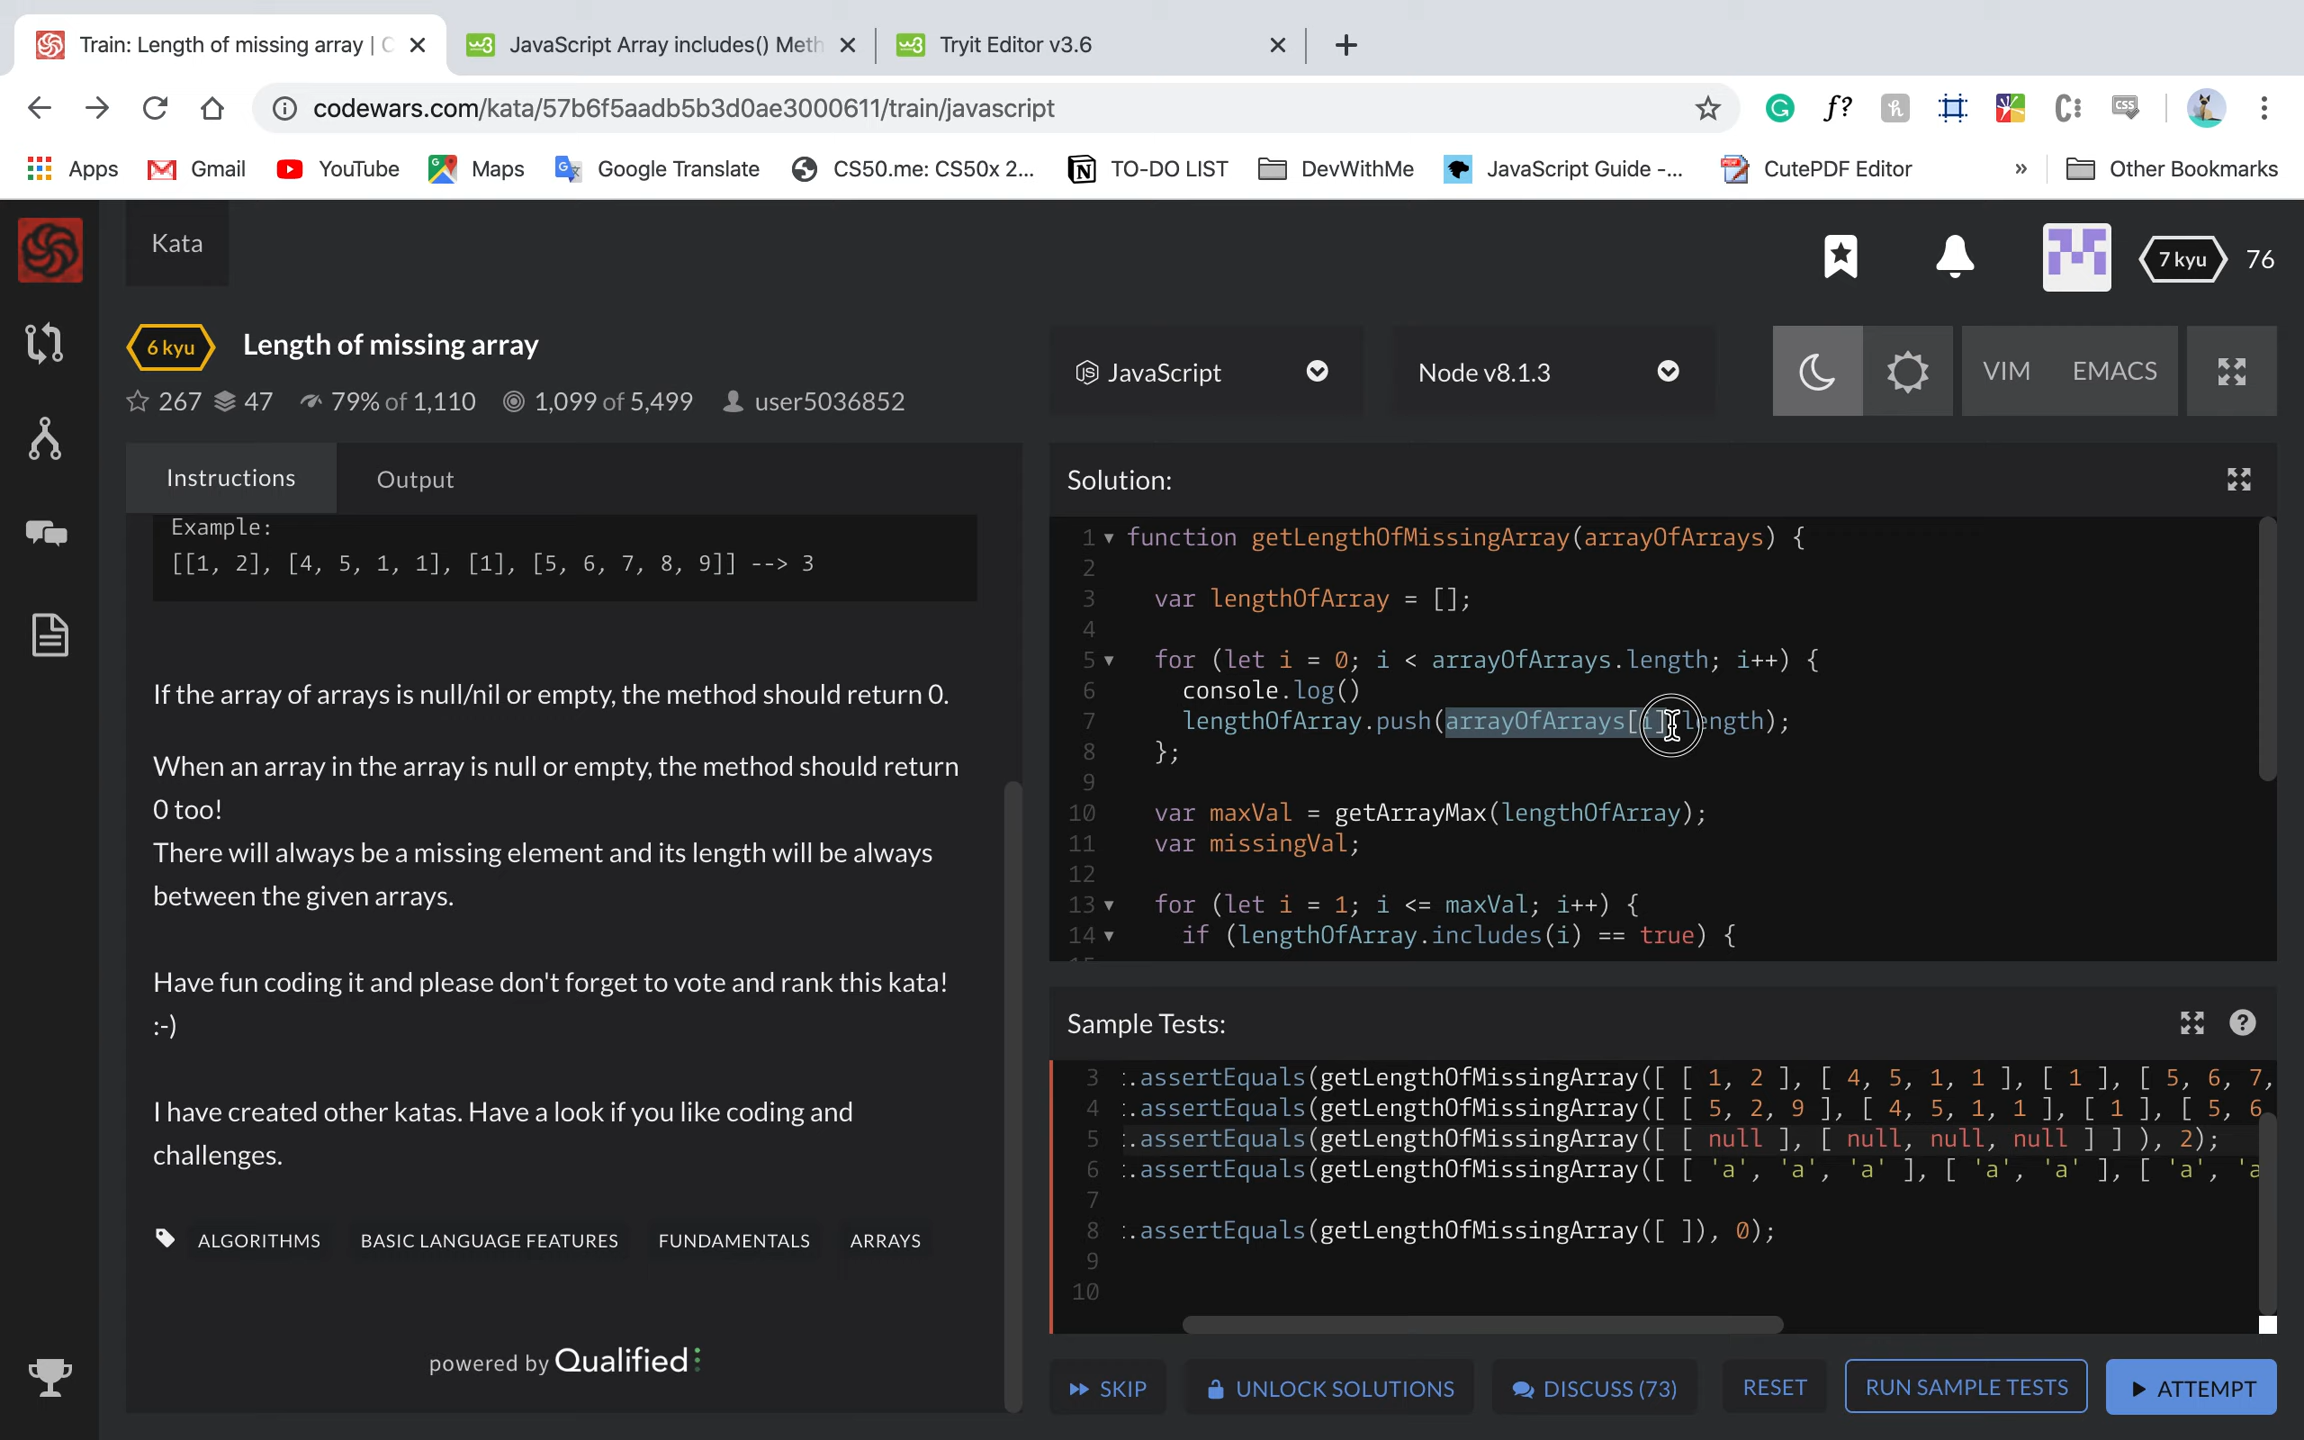 Train: Length of missing array | C
JavaScript Array includes() Meth
Tryit Editor v3.6
codewars.com/kata/57b6f5aadb5b3d0ae3000611/train/javascript
Apps Gmail YouTube Maps Google Translate CS50.me: CS50x 2... TO-DO LIST DevWithMe JavaScript Guide -... CutePDF Editor » Other Bookmarks
Kata
7 kyu 76
6 kyu Length of missing array
267 47 79% of 1,110 1,099 of 5,499 user5036852
JavaScript Node v8.1.3 VIM EMACS
Instructions Output
Example:
[[1, 2], [4, 5, 1, 1], [1], [5, 6, 7, 8, 9]] --> 3
If the array of arrays is null/nil or empty, the method should return 0.
When an array in the array is null or empty, the method should return
0 too!
There will always be a missing element and its length will be always
between the given arrays.
Have fun coding it and please don't forget to vote and rank this kata!
:-)
I have created other katas. Have a look if you like coding and
challenges.
ALGORITHMS BASIC LANGUAGE FEATURES FUNDAMENTALS ARRAYS
powered by Qualified
Solution:
1 function getLengthOfMissingArray(arrayOfArrays) {
2
3 var lengthOfArray = [];
4
5 for (let i = 0; i < arrayOfArrays.length; i++) {
6 console.log()
7 lengthOfArray.push(arrayOfArrays[i].length);
8 };
9
10 var maxVal = getArrayMax(lengthOfArray);
11 var missingVal;
12
13 for (let i = 1; i <= maxVal; i++) {
14 if (lengthOfArray.includes(i) == true) {
Sample Tests:
3 .assertEquals(getLengthOfMissingArray([ [ 1, 2 ], [ 4, 5, 1, 1 ], [ 1 ], [ 5, 6, 7,
4 .assertEquals(getLengthOfMissingArray([ [ 5, 2, 9 ], [ 4, 5, 1, 1 ], [ 1 ], [ 5, 6
5 .assertEquals(getLengthOfMissingArray([ [ null ], [ null, null, null ] ] ), 2);
6 .assertEquals(getLengthOfMissingArray([ [ 'a', 'a', 'a' ], [ 'a', 'a' ], [ 'a', 'a
7
8 .assertEquals(getLengthOfMissingArray([ ]), 0);
9
10
SKIP UNLOCK SOLUTIONS DISCUSS (73) RESET RUN SAMPLE TESTS ATTEMPT